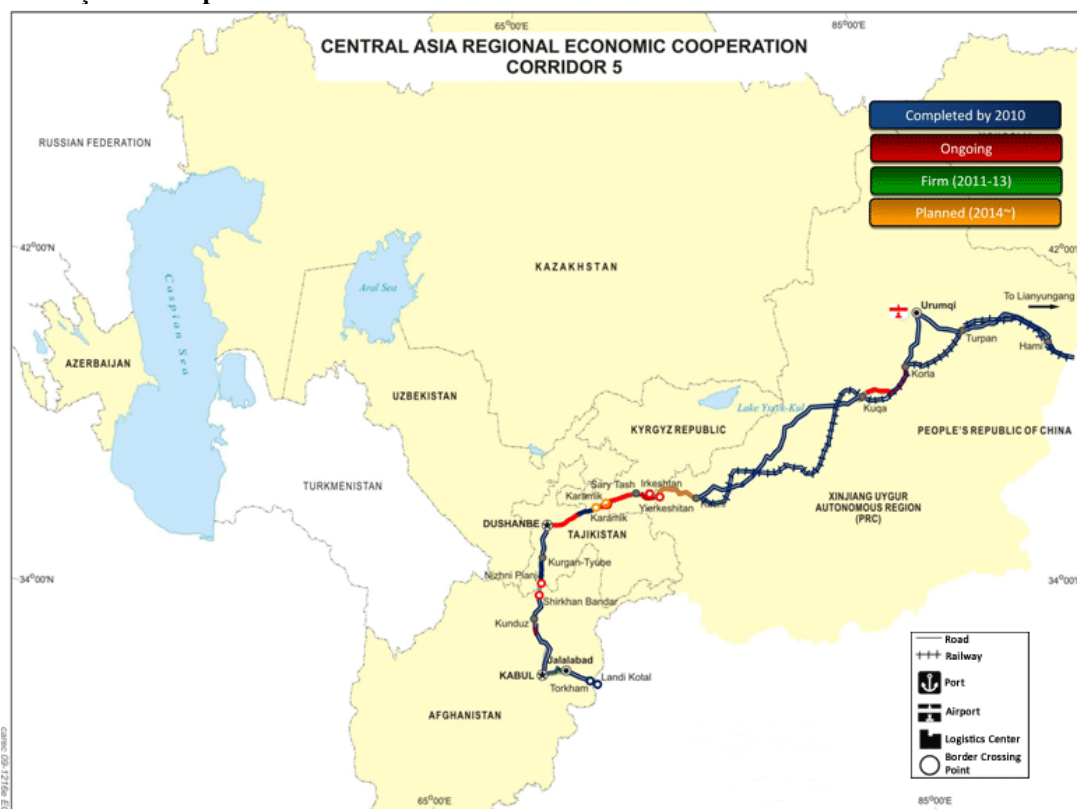 65°00'E
85°00'E
CENTRAL ASIA REGIONAL ECONOMIC COOPERATION
CORRIDOR 5
Completed by 2010
Ongoing
Firm (2011-13)
Planned (2014~)
RUSSIAN FEDERATION
42°00'N
42°00'N
KAZAKHSTAN
Aral Sea
Caspian Sea
Urumqi
To Lianyungang
Turpan
Hami
AZERBAIJAN
Korla
UZBEKISTAN
Lake Ysyk-Kul
Kuqa
KYRGYZ REPUBLIC
PEOPLE'S REPUBLIC OF CHINA
TURKMENISTAN
Sary Tash
Irkeshtan
Karamik
Kashi
Yierkeshitan
XINJIANG UYGUR
AUTONOMOUS REGION
(PRC)
Karamik
DUSHANBE
TAJIKISTAN
Kurgan-Tyube
Nizhni Pianj
34°00'N
34°00'N
Shirkhan Bandar
Kunduz
Jalalabad
KABUL
Landi Kotal
Torkham
AFGHANISTAN
Road
Railway
Port
Airport
Logistics Center
Border Crossing
Point
65°00'E
85°00'E